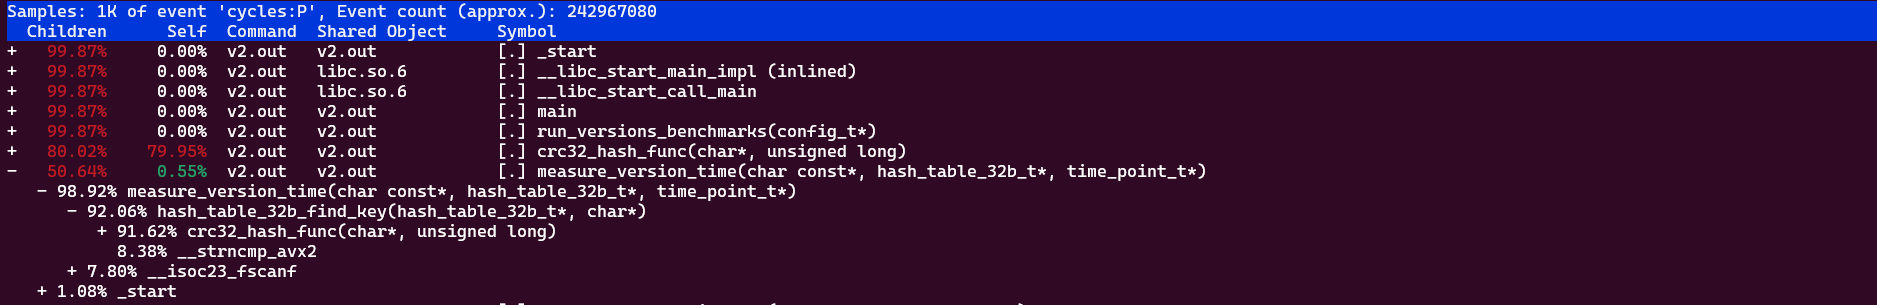 Samples: 1K of event 'cycles:P', Event count (approx.): 242967080
Children Self Command Shared Object Symbol
+ 99.87% 0.00% v2.out v2.out [.] _start
+ 99.87% 0.00% v2.out libc.so.6 [.] __libc_start_main_impl (inlined)
+ 99.87% 0.00% v2.out libc.so.6 [.] __libc_start_call_main
+ 99.87% 0.00% v2.out v2.out [.] main
+ 99.87% 0.00% v2.out v2.out [.] run_versions_benchmarks(config_t*)
+ 80.02% 79.95% v2.out v2.out [.] crc32_hash_func(char*, unsigned long)
- 50.64% 0.55% v2.out v2.out [.] measure_version_time(char const*, hash_table_32b_t*, time_point_t*)
- 98.92% measure_version_time(char const*, hash_table_32b_t*, time_point_t*)
- 92.06% hash_table_32b_find_key(hash_table_32b_t*, char*)
+ 91.62% crc32_hash_func(char*, unsigned long)
8.38% __strncmp_avx2
+ 7.80% __isoc23_fscanf
+ 1.08% _start